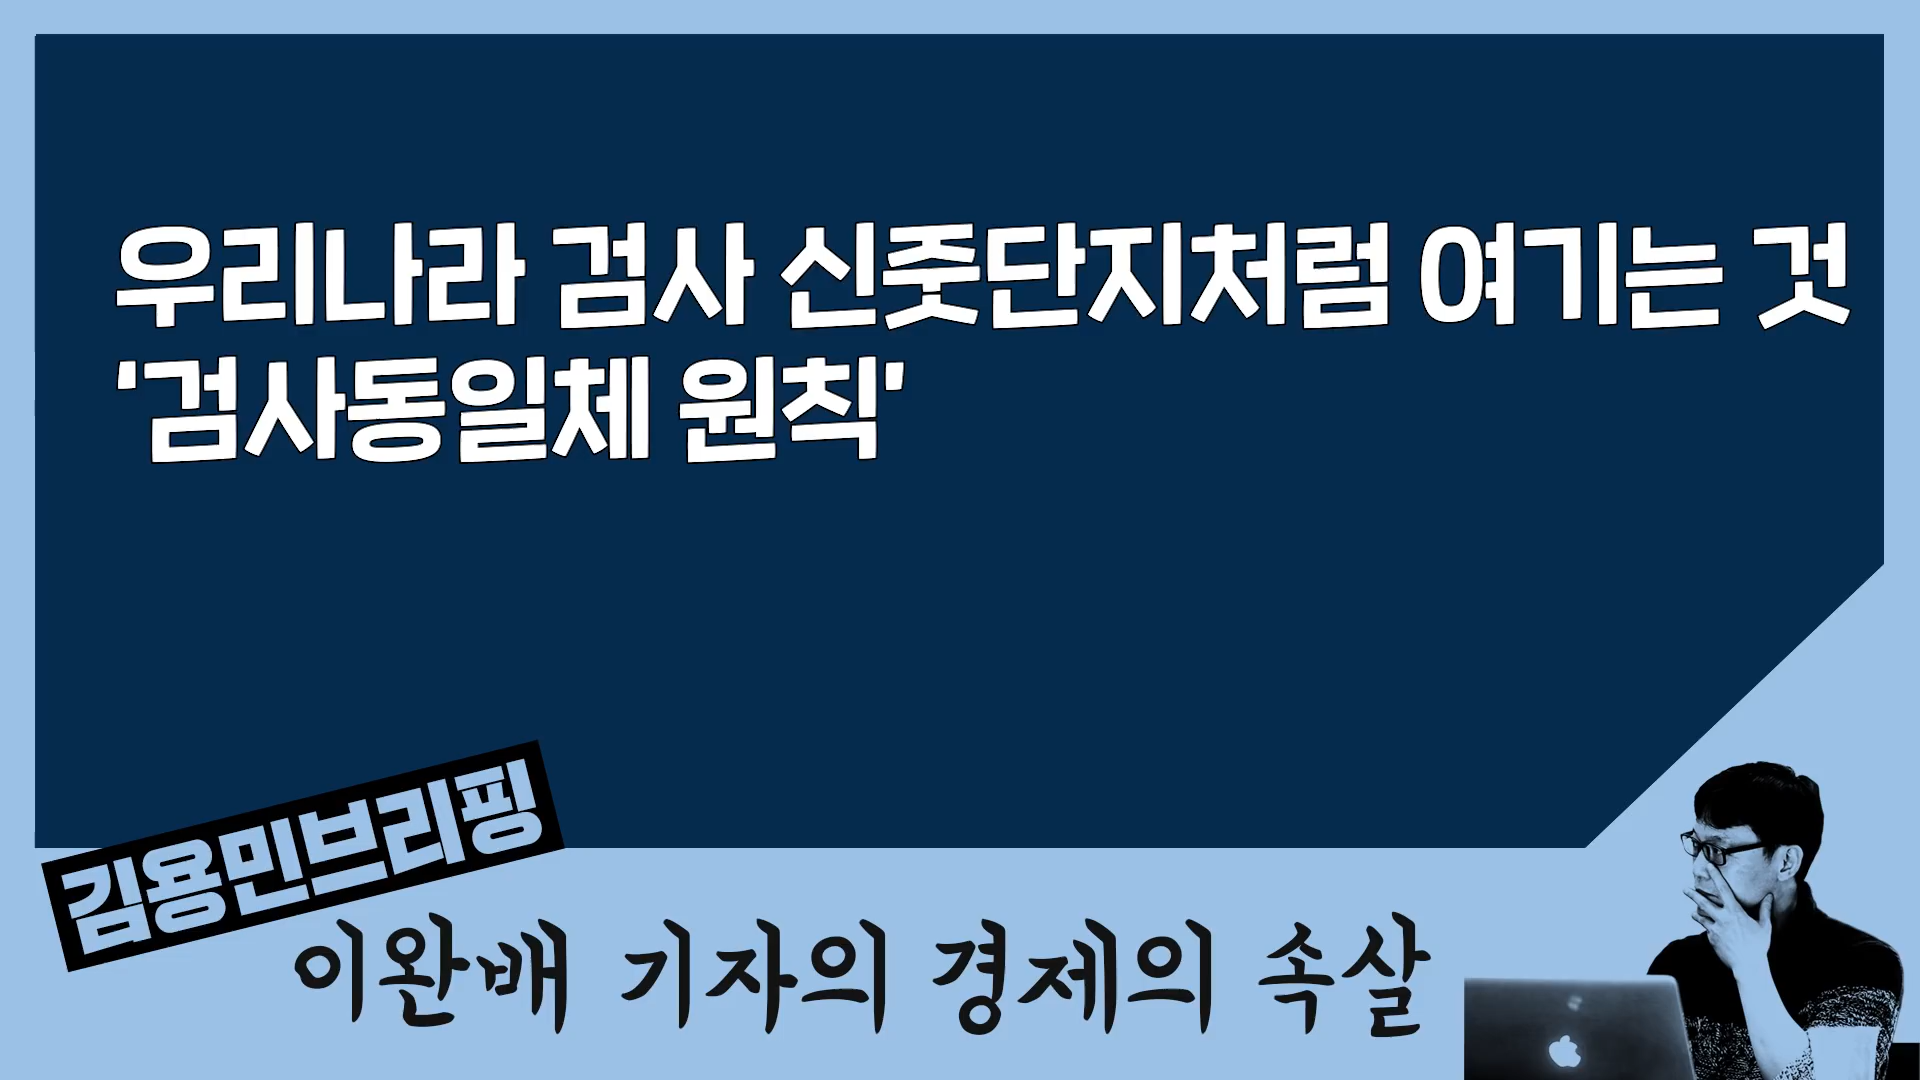 우리나라 검사 신줏단지처럼 여기는 것
'검사동일체 원칙'
김용민브리핑
이완배 기자의 경제의 속살